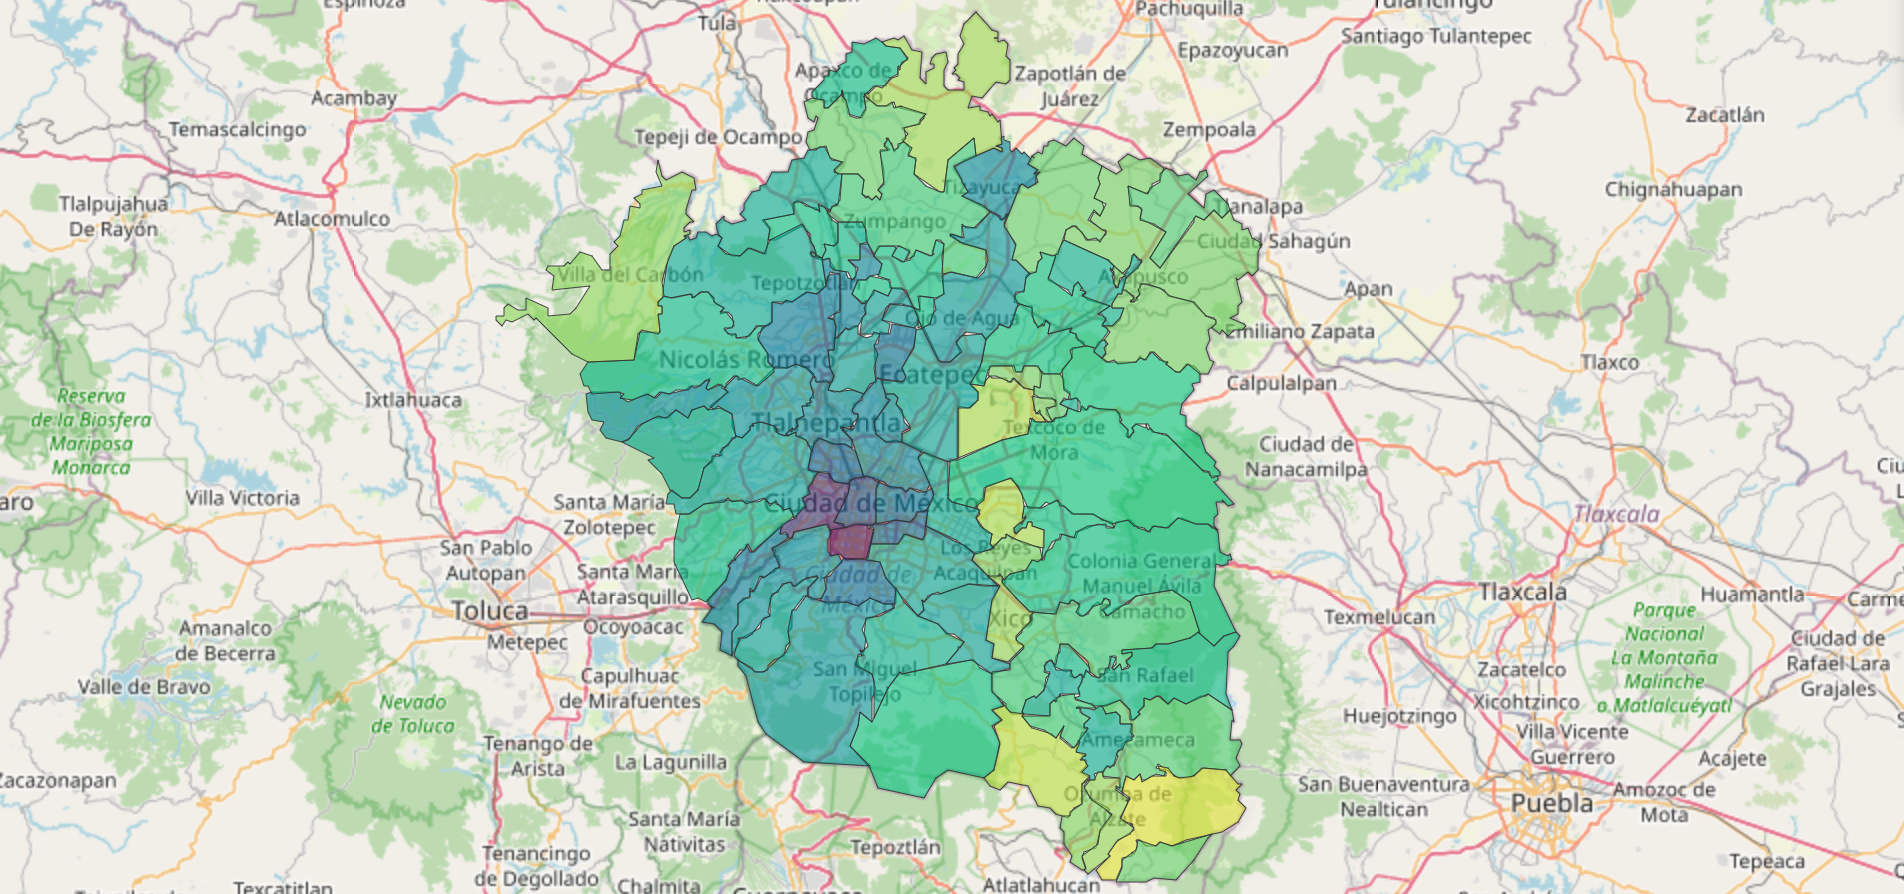 Espinoza
Tula
Pachuquilla
Tulancingo
Santiago Tulantepec
Epazoyucan
Apaxco de
Ocampo
Zapotlán de
Juárez
Acambay
Temascalcingo
Tepeji de Ocampo
Zempoala
Zacatlán
Tlalpujahua
De Rayón
Atlacomulco
Tizayuca
Zumpango
Chignahuapan
Ciudad Sahagún
Villa del Carbón
Tepotzotlán
Apan
Ojo de Agua
Emiliano Zapata
Nicolás Romero
Ecatepec
Tlaxco
Calpulalpan
Reserva
de la Biosfera
Mariposa
Monarca
Ixtlahuaca
Tlalnepantla
Texcoco de
Mora
Ciudad de
Nanacamilpa
Villa Victoria
Santa María
Zolotepec
Ciudad de México
Tlaxcala
San Pablo
Autopan
Santa María
Atarasquillo
Ciudad de
México
Los Reyes
Acaquilpan
Colonia General
Manuel Ávila
Camacho
Tlaxcala
Huamantla
Toluca
Metepec
Ocoyoacac
Xico
Texmelucan
Parque
Nacional
La Montaña
Malinche
o Matlalcuéyatl
Amanalco
de Becerra
Ciudad de
Rafael Lara
Grajales
Valle de Bravo
Nevado
de Toluca
Capulhuac
de Mirafuentes
San Miguel
Topilejo
San Rafael
Zacatelco
Xicohtzinco
Huejotzingo
Villa Vicente
Guerrero
Amecameca
Tenango de
Arista
La Lagunilla
Acajete
Zacazonapan
Ozumba de
Alzate
San Buenaventura
Nealtican
Puebla
Amozoc de
Mota
Santa María
Nativitas
Tepoztlán
Tenancingo
de Degollado
Chalmita
Atlatlahucan
Tepeaca
Texcatitlan
Cuernavaca